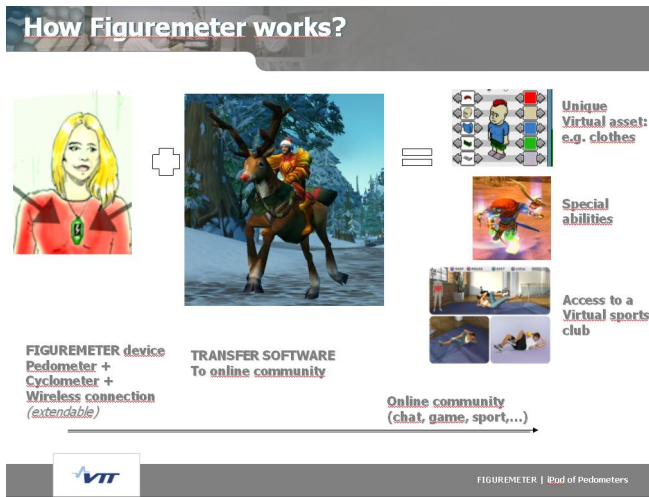 How Figuremeter works?
Unique
Virtual asset:
e.g. clothes
Special
abilities
Access to a
Virtual sports
club
FIGUREMETER device
Pedometer +
Cyclometer +
Wireless connection
(extendable)
TRANSFER SOFTWARE
To online community
Online community
(chat, game, sport,...)
VTT
FIGUREMETER | iPod of Pedometers